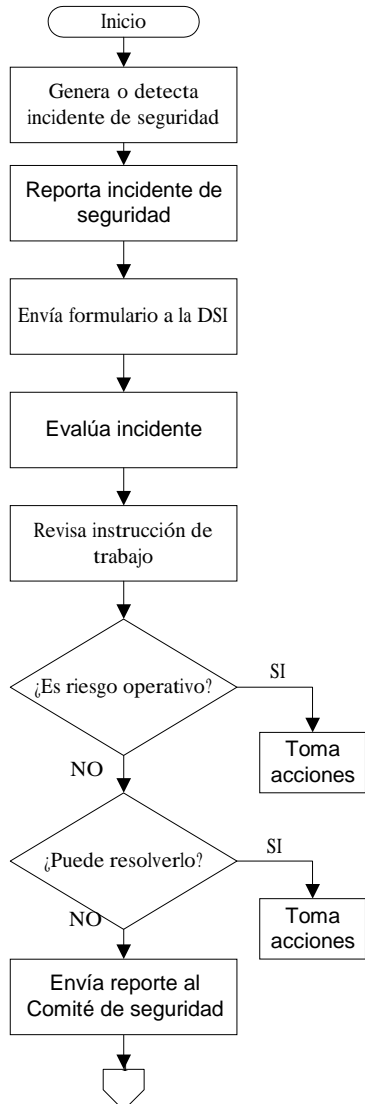 Inicio
Genera o detecta
incidente de seguridad
Reporta incidente de
seguridad
Envía formulario a la DSI
Evalúa incidente
Revisa instrucción de
trabajo
¿Es riesgo operativo?
SI
Toma
acciones
NO
¿Puede resolverlo?
SI
Toma
acciones
NO
Envía reporte al
Comité de seguridad